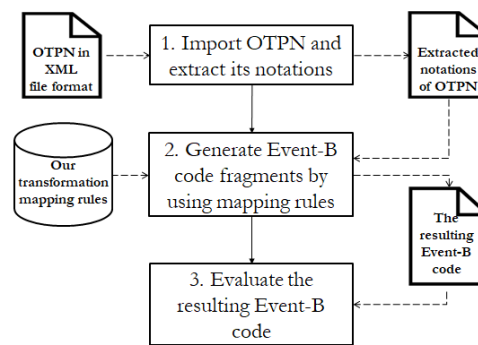 OTPN in
XML
file format
1. Import OTPN and
extract its notations
Extracted
notations
of OTPN
Our
transformation
mapping rules
2. Generate Event-B
code fragments by
using mapping rules
The
resulting
Event-B
code
3. Evaluate the
resulting Event-B
code